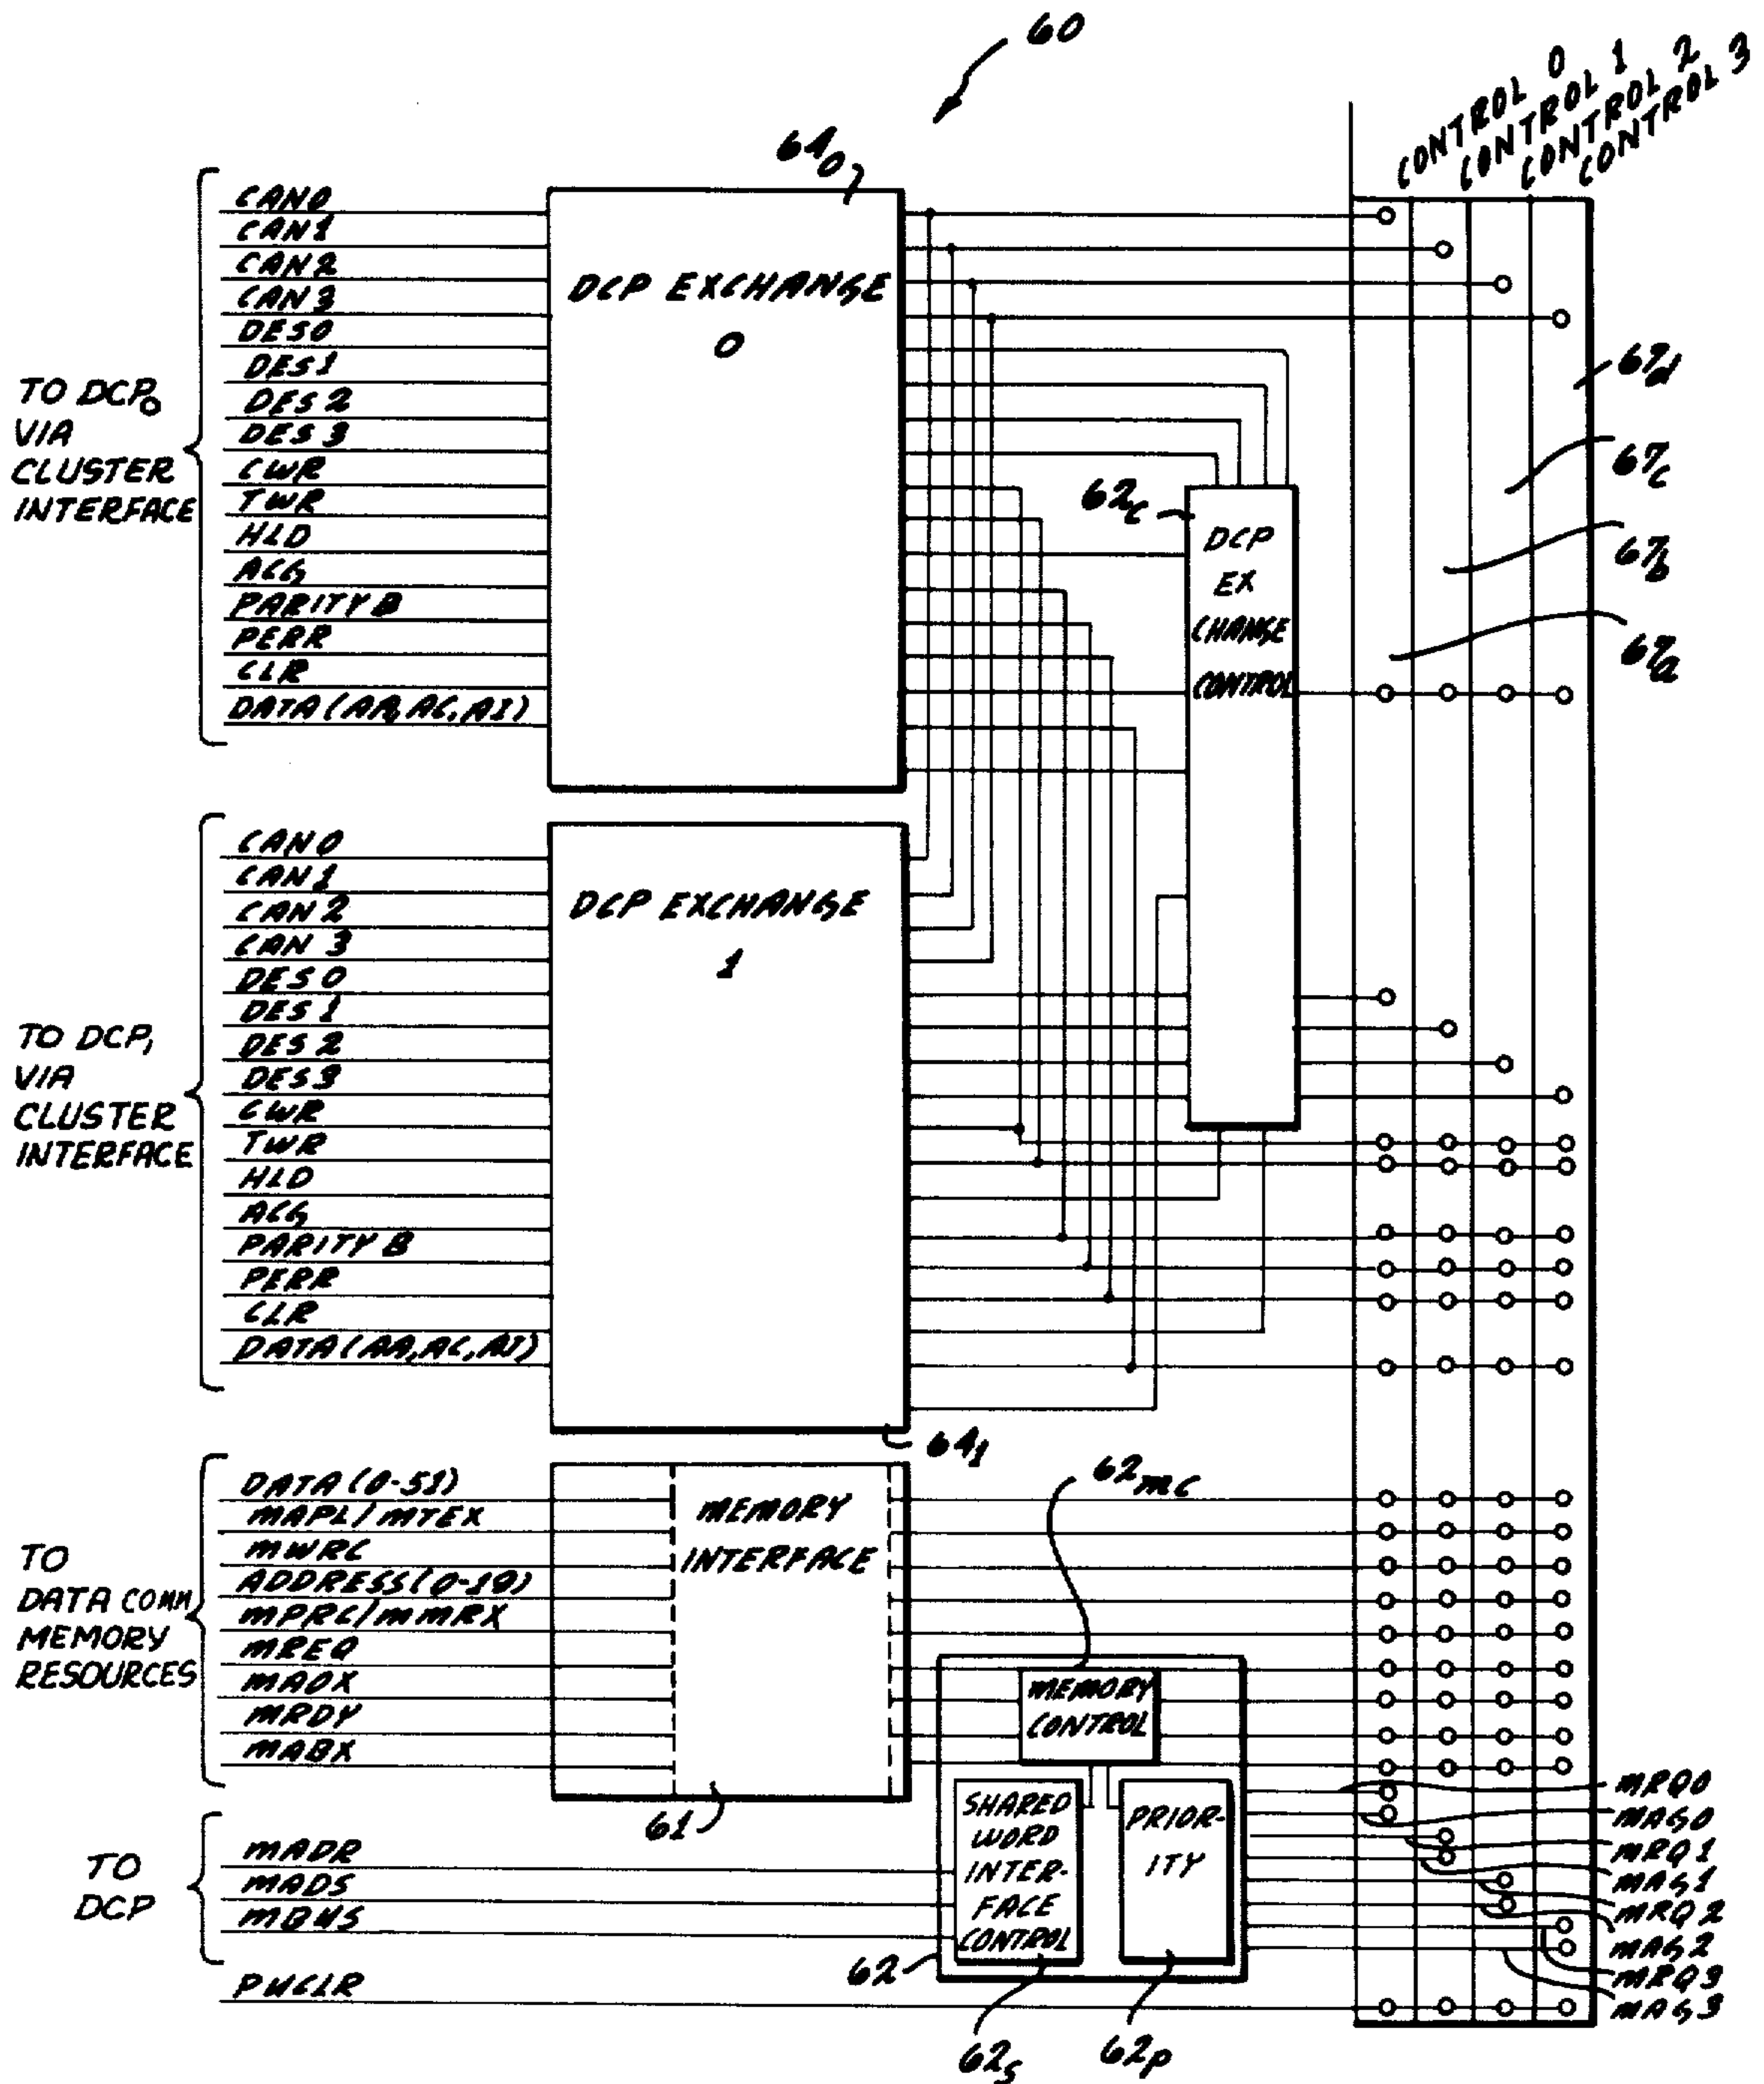 60
CONTROL 0
CONTROL 1
CONTROL 2
CONTROL 3
64₀
TO DCP₀
VIA
CLUSTER
INTERFACE
CAN0
CAN1
CAN2
CAN3
DES0
DES1
DES2
DES3
CWR
TWR
HLD
ACG
PARITY B
PERR
CLR
DATA (AA, AC, AI)
DCP EXCHANGE
0
62c
DCP
EX
CHANGE
CONTROL
67d
67c
67b
67a
TO DCP₁
VIA
CLUSTER
INTERFACE
CAN0
CAN1
CAN2
CAN3
DES0
DES1
DES2
DES3
CWR
TWR
HLD
ACG
PARITY B
PERR
CLR
DATA (AA, AC, AI)
DCP EXCHANGE
1
64₁
TO
DATA COMM
MEMORY
RESOURCES
DATA (0-51)
MAPL/MTEX
MWRC
ADDRESS (0-19)
MPRC/MMRX
MREQ
MAOX
MRDY
MABX
MEMORY
INTERFACE
61
62mc
MEMORY
CONTROL
SHARED
WORD
INTER-
FACE
CONTROL
PRIOR-
ITY
62
62s
62p
TO
DCP
MADR
MADS
MBUS
PUCLR
MRQ0
MAG0
MRQ1
MAG1
MRQ2
MAG2
MRQ3
MAG3